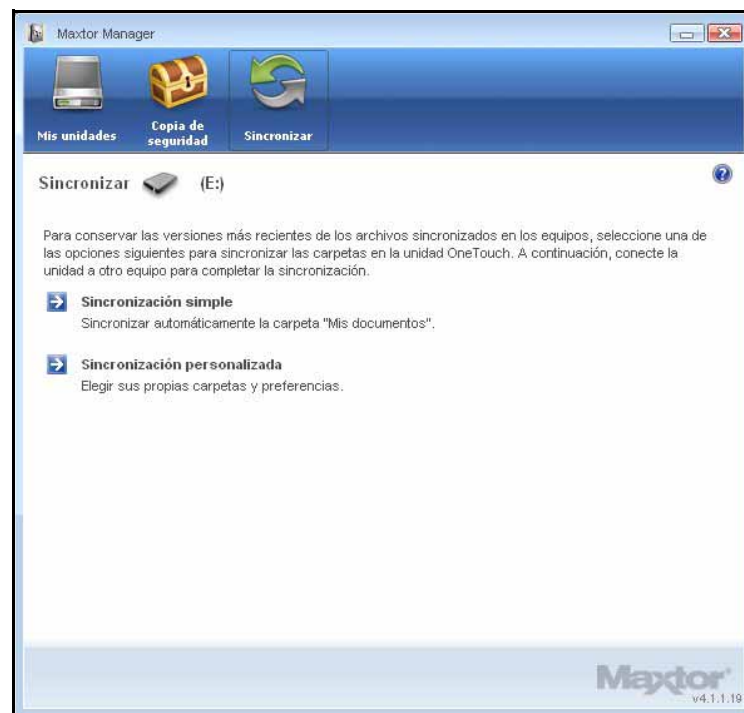 Maxtor Manager
Mis unidades
Copia de seguridad
Sincronizar
Sincronizar (E:)
?
Para conservar las versiones más recientes de los archivos sincronizados en los equipos, seleccione una de
las opciones siguientes para sincronizar las carpetas en la unidad OneTouch. A continuación, conecte la
unidad a otro equipo para completar la sincronización.
Sincronización simple
Sincronizar automáticamente la carpeta "Mis documentos".
Sincronización personalizada
Elegir sus propias carpetas y preferencias.
Maxtor
v4.1.1.19